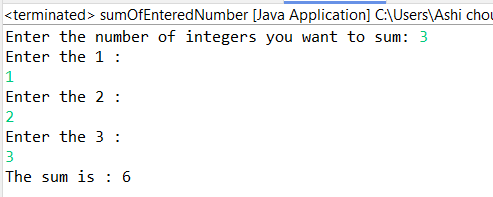 <terminated> sumOfEnteredNumber [Java Application] C:\Users\Ashi
Enter the number of integers you want to sum: 3
Enter the 1 :
1
Enter the 2 :
2
Enter the 3 :
3
The sum is : 6